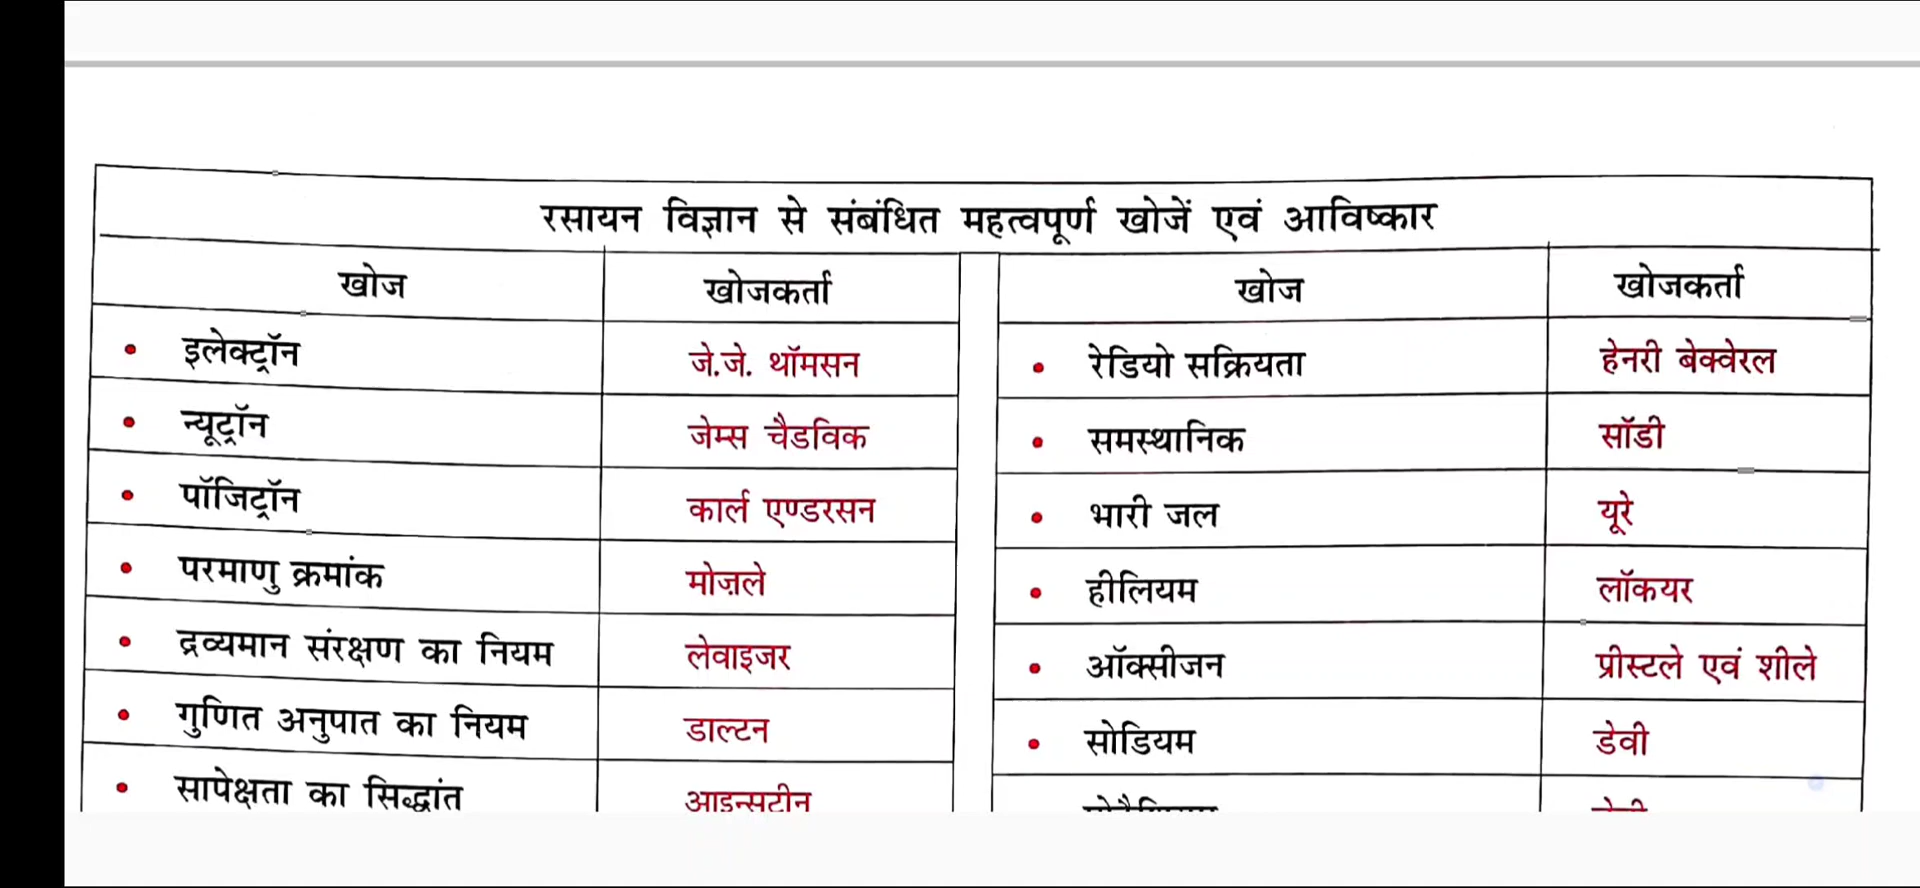 रसायन विज्ञान से संबंधित महत्वपूर्ण खोजें एवं आविष्कार
खोज खोजकर्ता खोज खोजकर्ता
• इलेक्ट्रॉन जे.जे. थॉमसन • रेडियो सक्रियता हेनरी बेक्वेरल
• न्यूट्रॉन जेम्स चैडविक • समस्थानिक सॉडी
• पॉजिट्रॉन कार्ल एण्डरसन • भारी जल यूरे
• परमाणु क्रमांक मोज़ले • हीलियम लॉकयर
• द्रव्यमान संरक्षण का नियम लेवाइजर • ऑक्सीजन प्रीस्टले एवं शीले
• गुणित अनुपात का नियम डाल्टन • सोडियम डेवी
• सापेक्षता का सिद्धांत आइन्सटीन